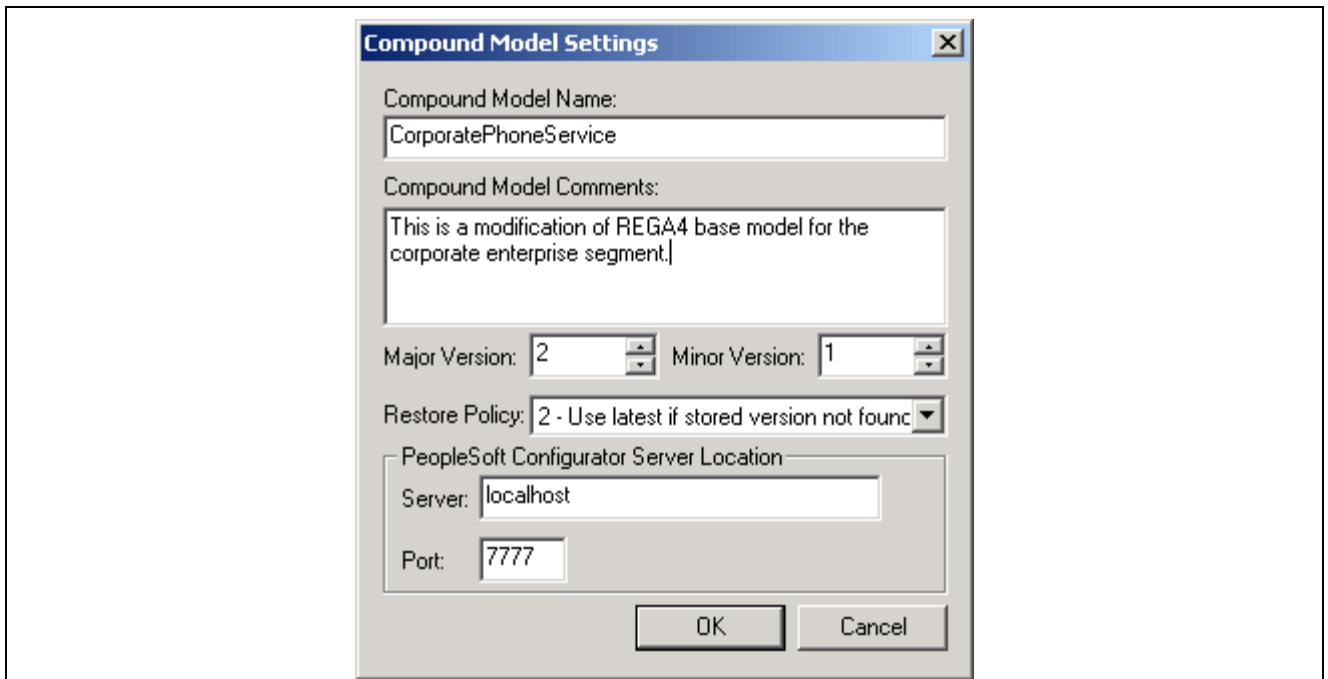 Compound Model Settings
Compound Model Name:
CorporatePhoneService
Compound Model Comments:
This is a modification of REGA4 base model for the
corporate enterprise segment.
Major Version: 2 Minor Version: 1
Restore Policy: 2 - Use latest if stored version not found
PeopleSoft Configurator Server Location
Server: localhost
Port: 7777
OK Cancel